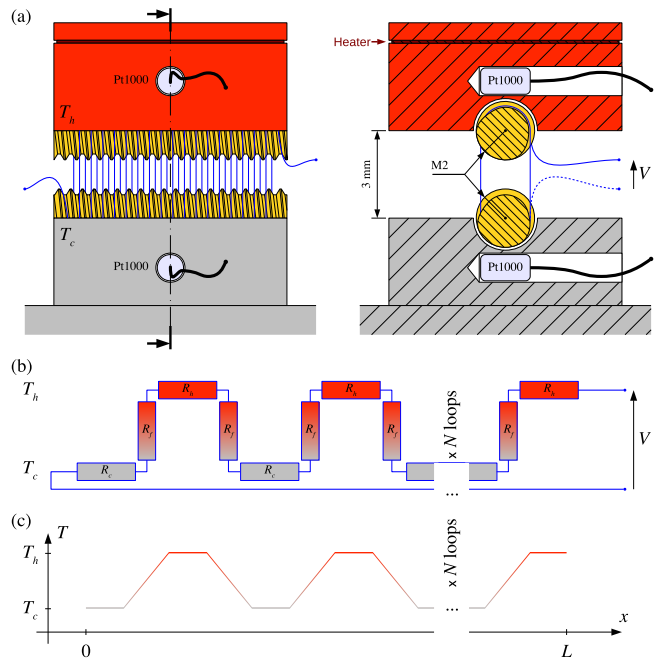 (a)
Heater
Pt1000
Pt1000
T_h
M2
3 mm
V
T_c
Pt1000
Pt1000
(b)
T_h
R_h
R_h
R_h
R_f
R_f
R_f
R_f
R_f
x N loops
V
T_c
R_c
R_c
...
(c)
T
T_h
x N loops
T_c
...
x
0
L